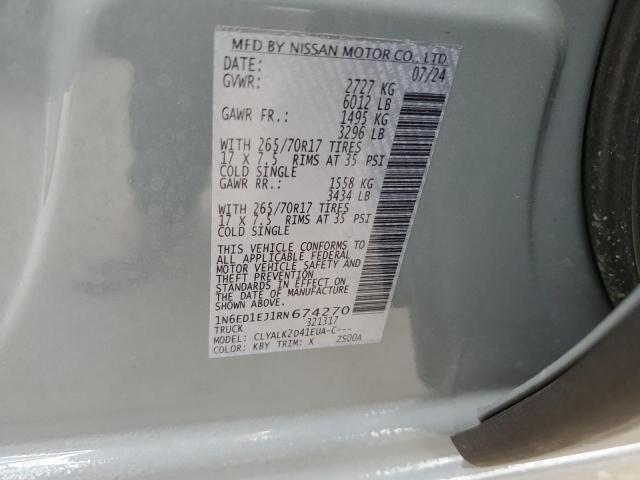 MFD BY NISSAN MOTOR CO., LTD.
DATE: 07/24
GVWR: 2727 KG
6012 LB
GAWR FR.: 1495 KG
3296 LB
WITH 265/70R17 TIRES
17 X 7.5 RIMS AT 35 PSI
COLD SINGLE
GAWR RR.: 1558 KG
3434 LB
WITH 265/70R17 TIRES
17 X 7.5 RIMS AT 35 PSI
COLD SINGLE
THIS VEHICLE CONFORMS TO
ALL APPLICABLE FEDERAL
MOTOR VEHICLE SAFETY AND
THEFT PREVENTION
STANDARDS IN EFFECT ON
THE DATE OF MANUFACTURE
SHOWN ABOVE.
1N6ED1EJ1RN674270
TRUCK 321317
MODEL: CLYALK2D41EUA-C---
COLOR: KBY TRIM: X 2S00A